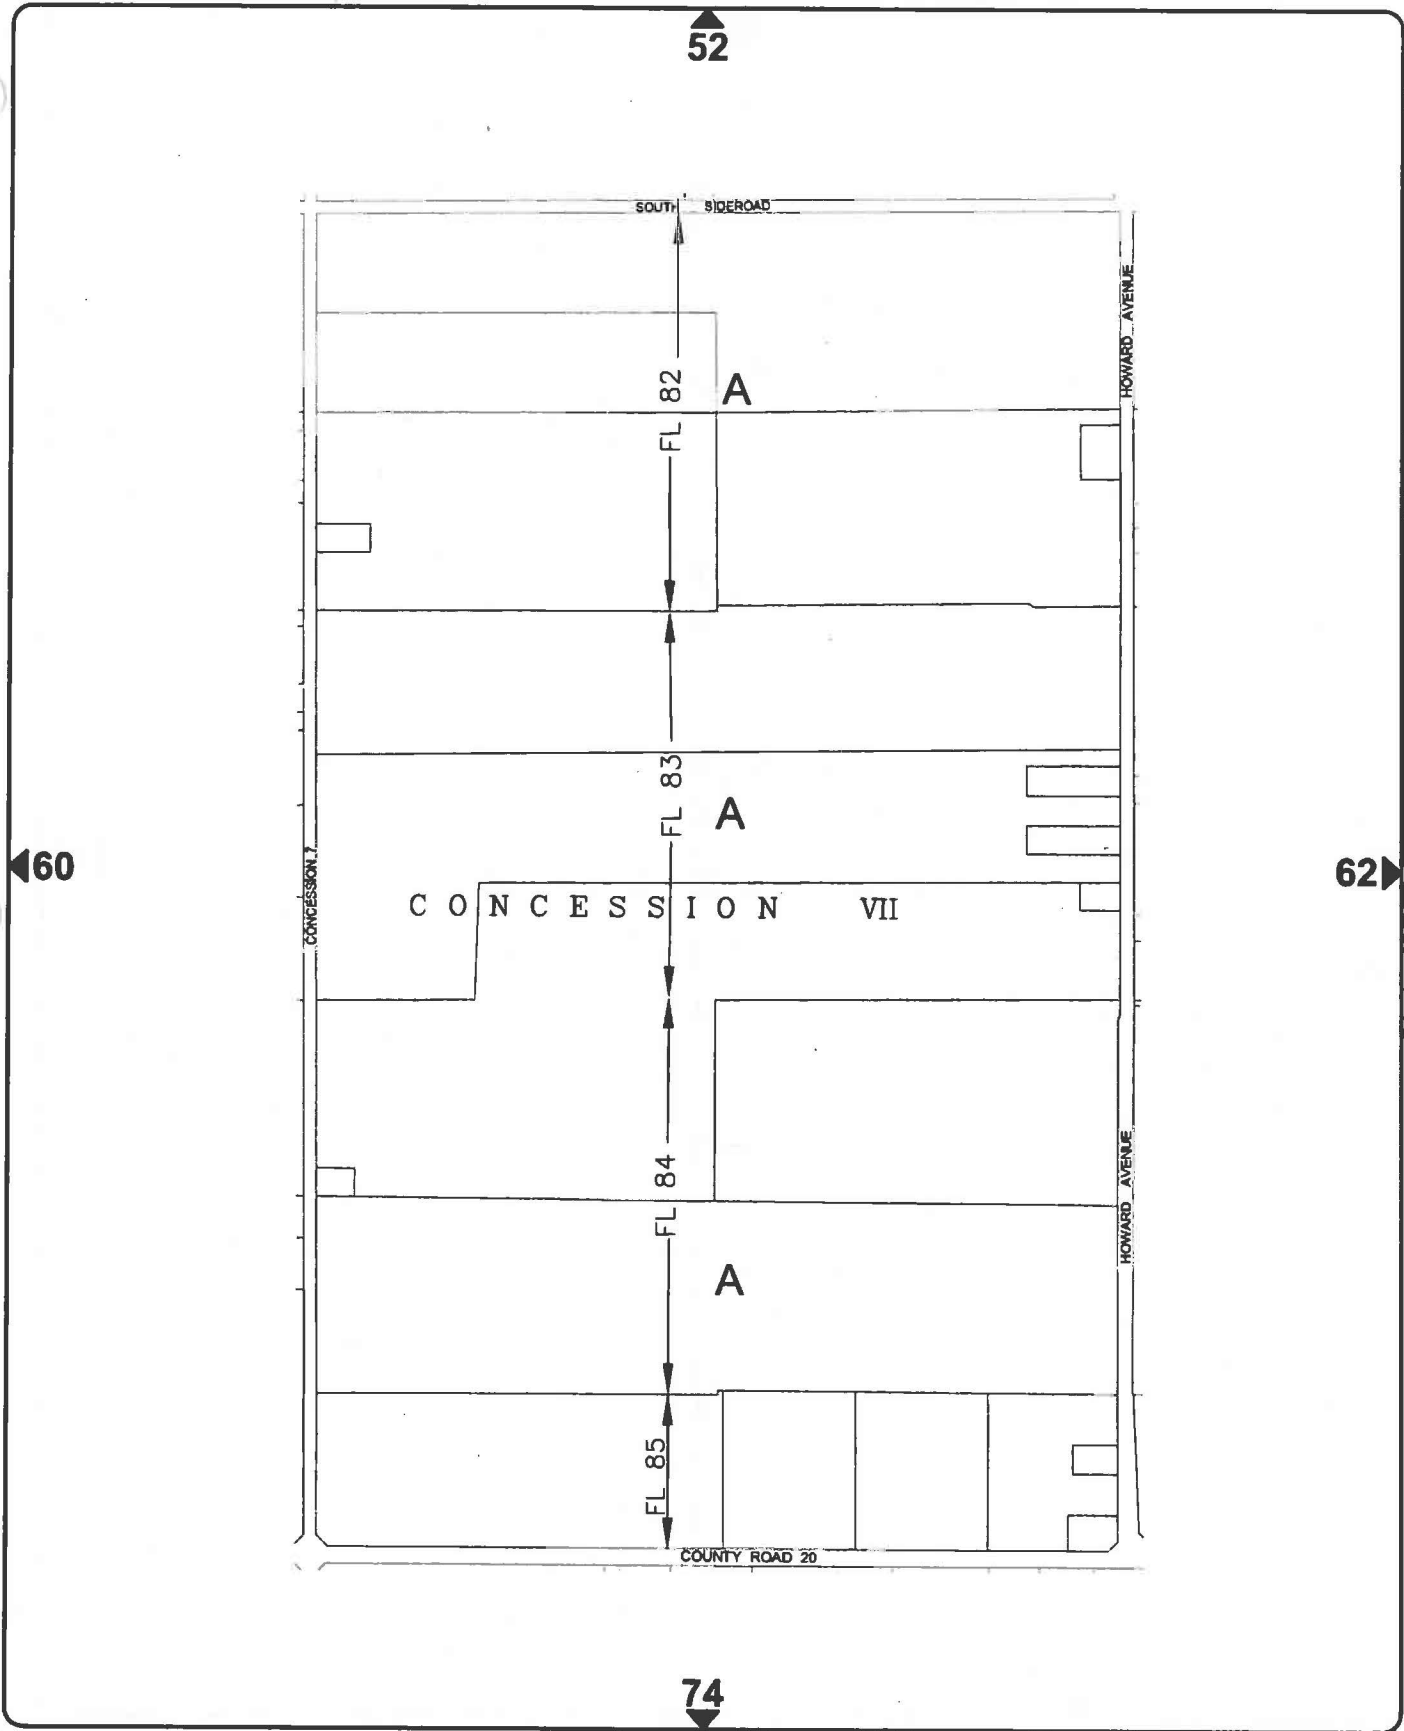 52
SOUTH SIDEROAD
HOWARD AVENUE
FL 82
A
FL 83
A
60
62
CONCESSION 7
CONCESSION VII
FL 84
HOWARD AVENUE
A
FL 85
COUNTY ROAD 20
74